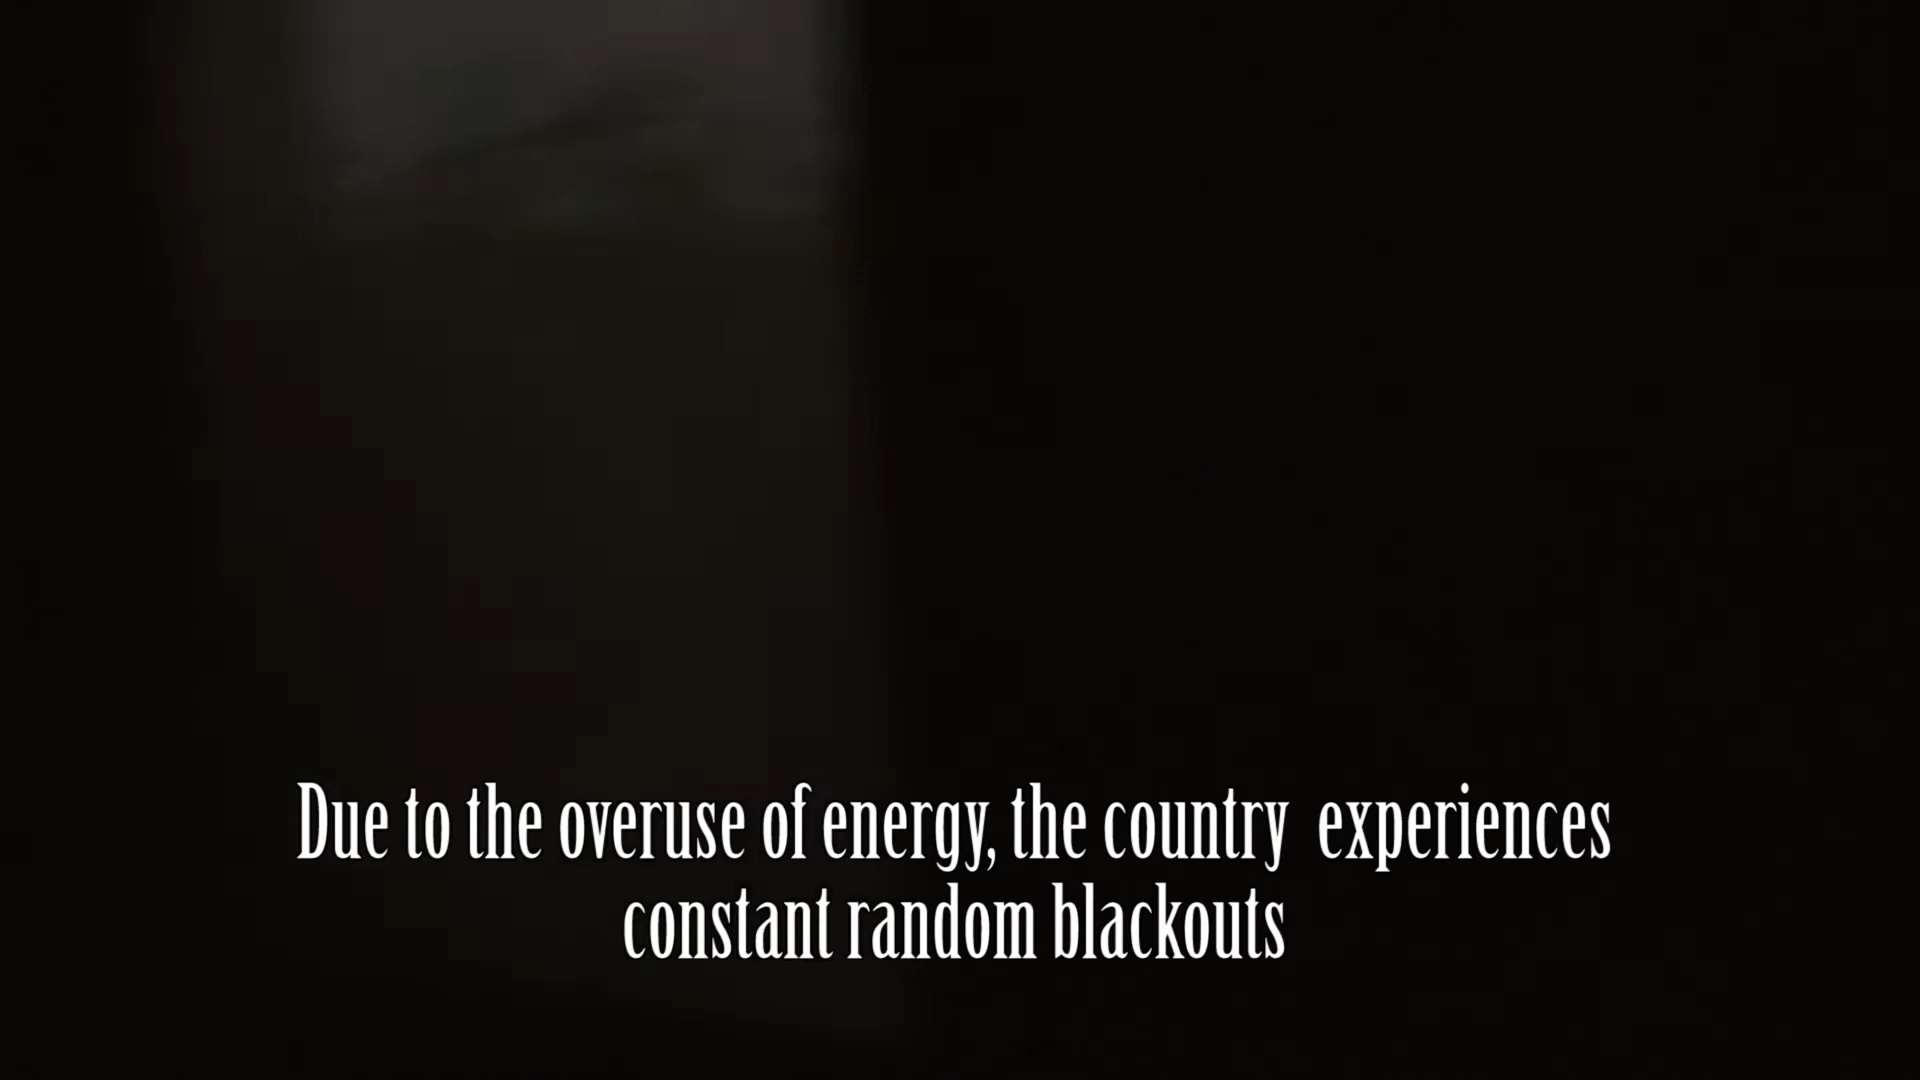 Due to the overuse of energy, the country  experiences
constant random blackouts